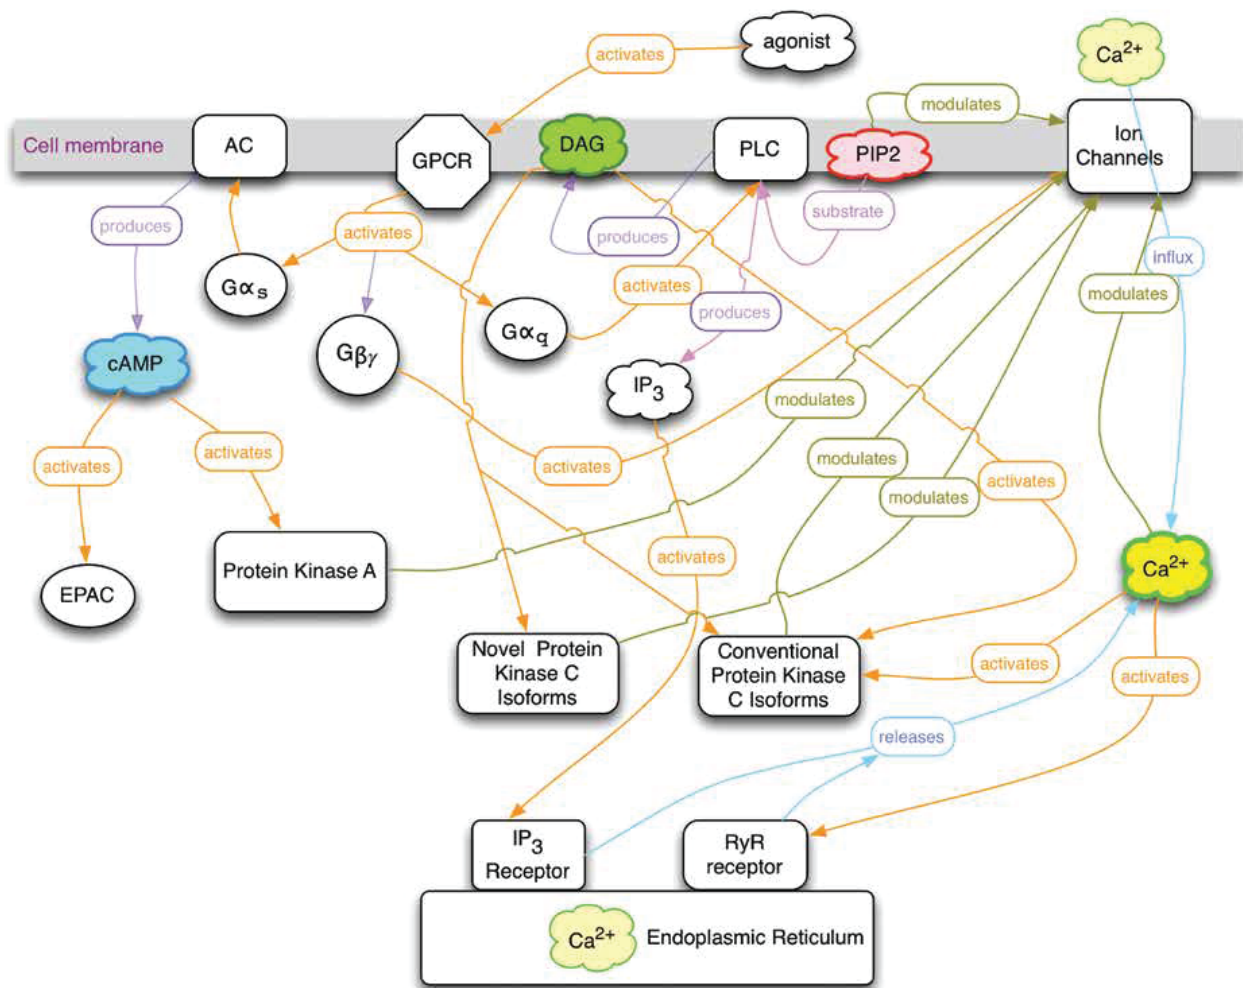 agonist
activates
Ca2+
modulates
Cell membrane
AC
GPCR
DAG
PLC
PIP2
Ion
Channels
produces
activates
produces
substrate
influx
Gαs
activates
modulates
Gαq
produces
Gβγ
cAMP
IP3
modulates
activates
activates
activates
modulates
activates
modulates
activates
Protein Kinase A
EPAC
Ca2+
Novel Protein
Kinase C
Isoforms
Conventional
Protein Kinase
C Isoforms
activates
activates
releases
IP3
Receptor
RyR
receptor
Ca2+
Endoplasmic Reticulum